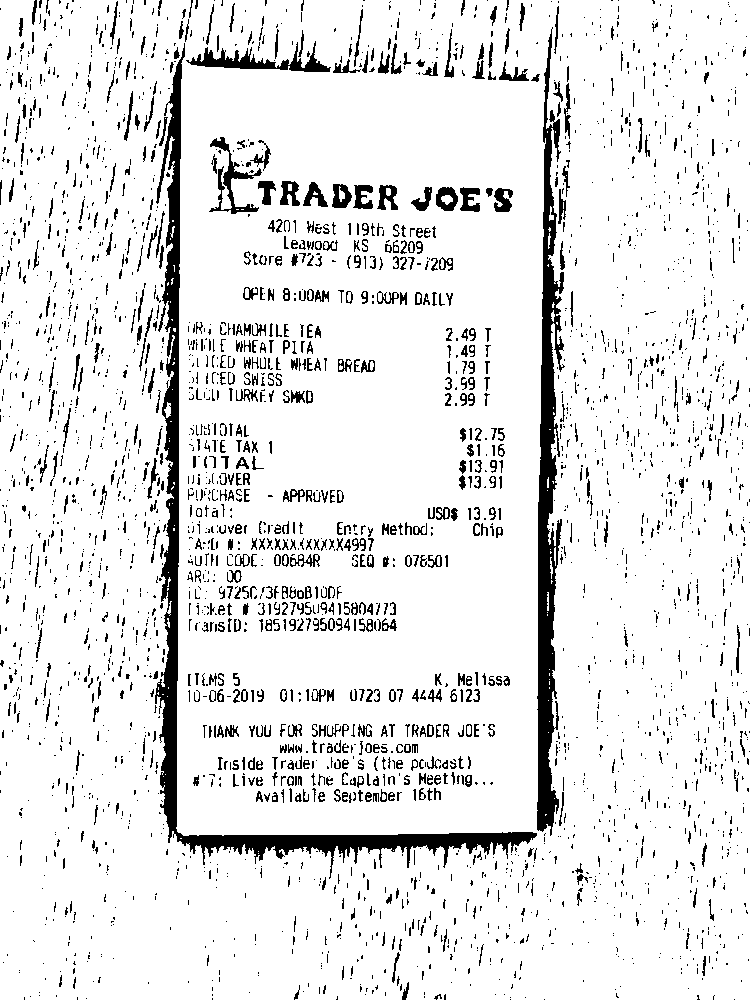 TRADER JOE'S
4201 West 119th Street
Leawood KS 66209
Store #723 - (913) 327-7209
OPEN 8:00AM TO 9:00PM DAILY
ORG CHAMOMILE TEA 2.49 T
WHOLE WHEAT PITA 1.49 T
SLICED WHOLE WHEAT BREAD 1.79 T
SLICED SWISS 3.99 T
SLCD TURKEY SMKD 2.99 T
SUBTOTAL $12.75
STATE TAX 1 $1.16
TOTAL $13.91
DISCOVER $13.91
PURCHASE - APPROVED
Total: USD$ 13.91
Discover Credit Entry Method: Chip
CARD #: XXXXXXXXXXXX4997
AUTH CODE: 00684R SEQ #: 078501
ARC: 00
Ticket # 319279509415804773
TransID: 185192795094158064
ITEMS 5 K, Melissa
10-06-2019 01:10PM 0723 07 4444 6123
THANK YOU FOR SHOPPING AT TRADER JOE'S
www.traderjoes.com
Inside Trader Joe's (the podcast)
Live from the Captain's Meeting...
Available September 16th